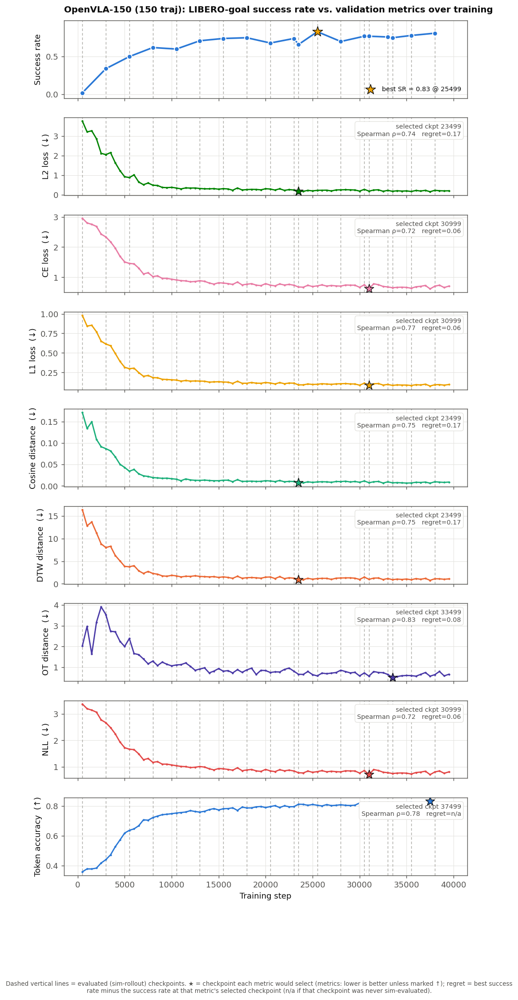 OpenVLA-150 (150 traj): LIBERO-goal success rate vs. validation metrics over training
Success rate
0.5
0.0
best SR = 0.83 @ 25499
L2 loss (↓)
3
2
1
0
selected ckpt 23499
Spearman ρ=0.74 regret=0.17
CE loss (↓)
3
2
1
selected ckpt 30999
Spearman ρ=0.72 regret=0.06
L1 loss (↓)
1.00
0.75
0.50
0.25
selected ckpt 30999
Spearman ρ=0.77 regret=0.06
Cosine distance (↓)
0.15
0.10
0.05
0.00
selected ckpt 23499
Spearman ρ=0.75 regret=0.17
DTW distance (↓)
15
10
5
0
selected ckpt 23499
Spearman ρ=0.75 regret=0.17
OT distance (↓)
4
3
2
1
selected ckpt 33499
Spearman ρ=0.83 regret=0.08
NLL (↓)
3
2
1
selected ckpt 30999
Spearman ρ=0.72 regret=0.06
Token accuracy (↑)
0.8
0.6
0.4
selected ckpt 37499
Spearman ρ=0.78 regret=n/a
0 5000 10000 15000 20000 25000 30000 35000 40000
Training step
Dashed vertical lines = evaluated (sim-rollout) checkpoints. ★ = checkpoint each metric would select (metrics: lower is better unless marked ↑); regret = best success
rate minus the success rate at that metric's selected checkpoint (n/a if that checkpoint was never sim-evaluated).